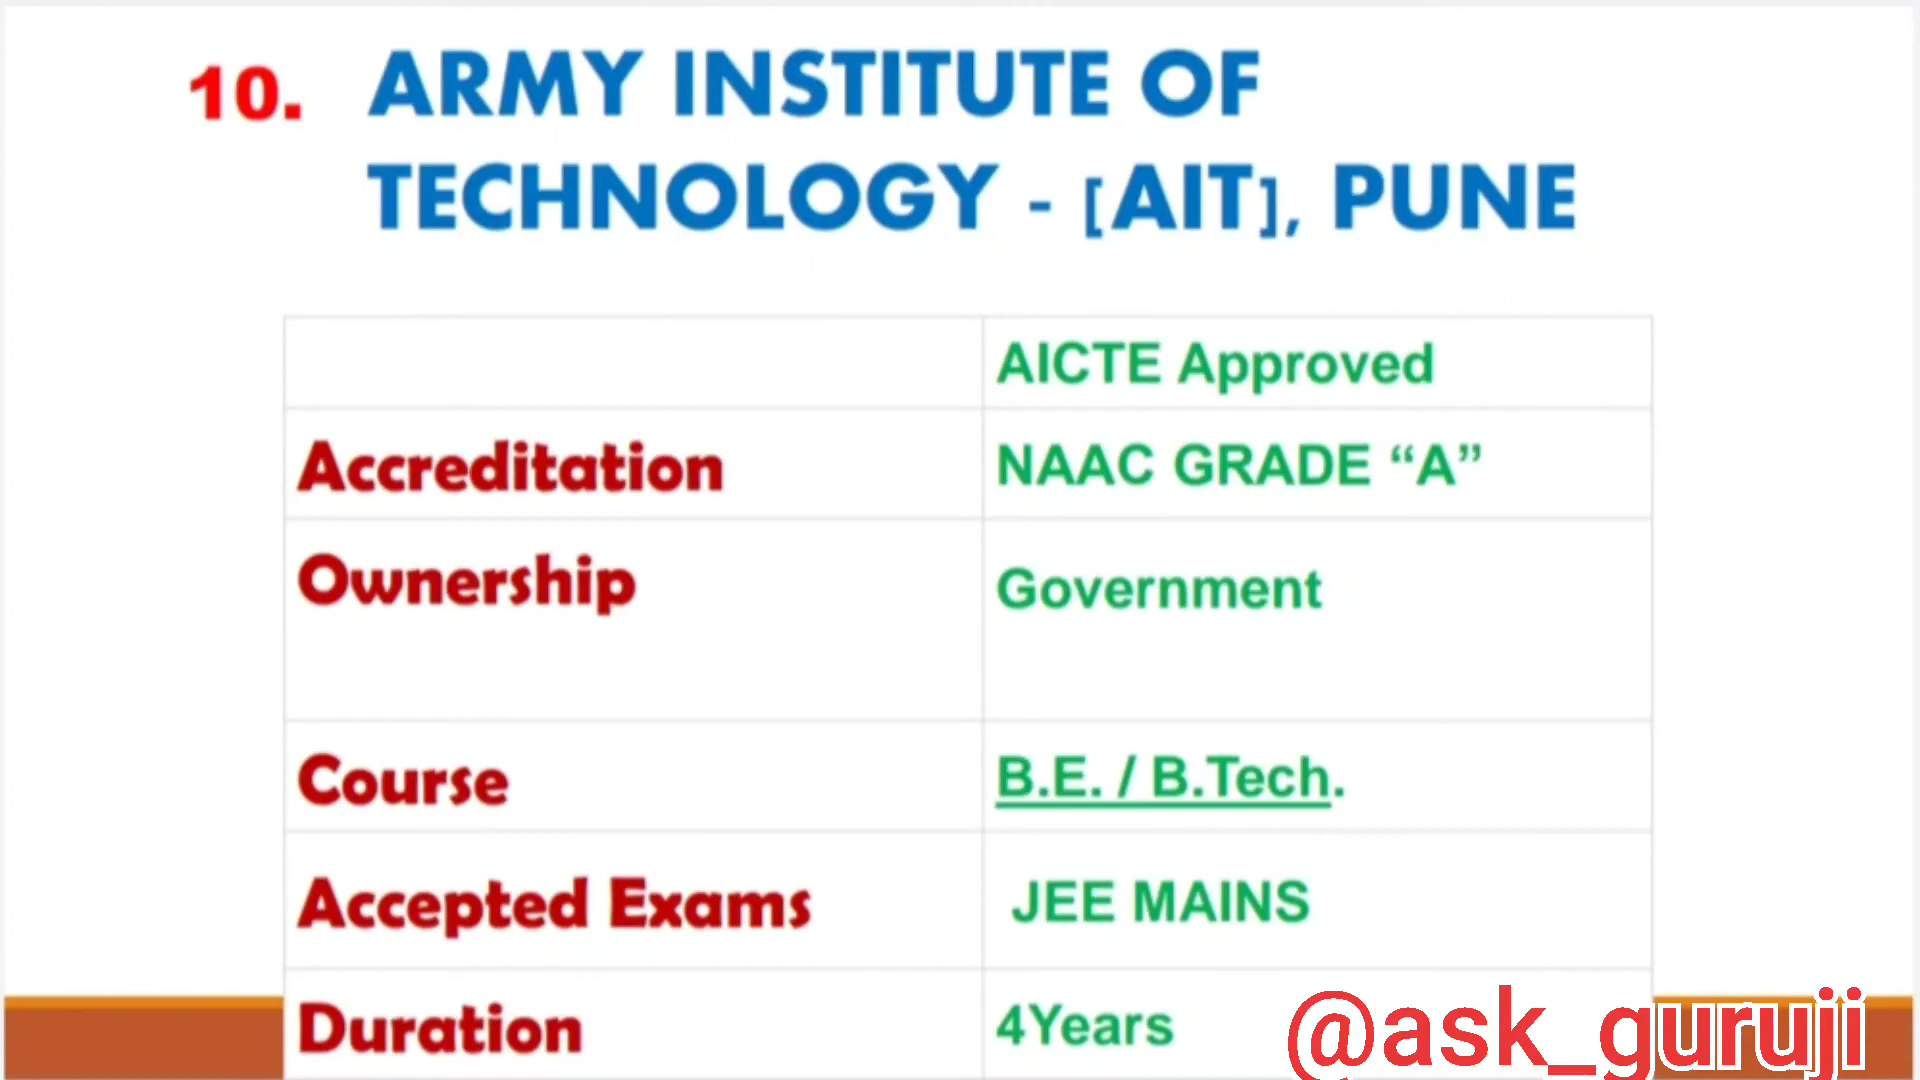 10. ARMY INSTITUTE OF
TECHNOLOGY - [AIT], PUNE
AICTE Approved
Accreditation NAAC GRADE “A”
Ownership Government
Course B.E. / B.Tech.
Accepted Exams JEE MAINS
Duration 4Years
@ask_guruji